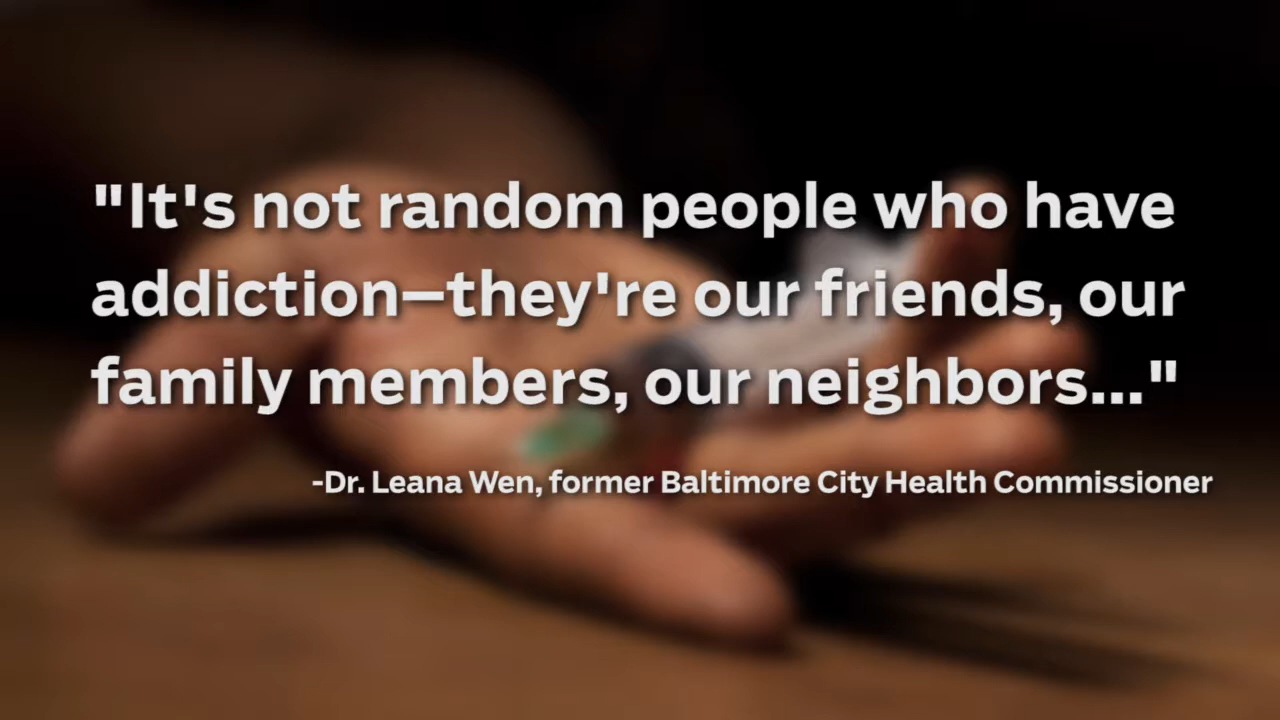 "It's not random people who have
addiction—they're our friends, our
family members, our neighbors..."
-Dr. Leana Wen, former Baltimore City Health Commissioner